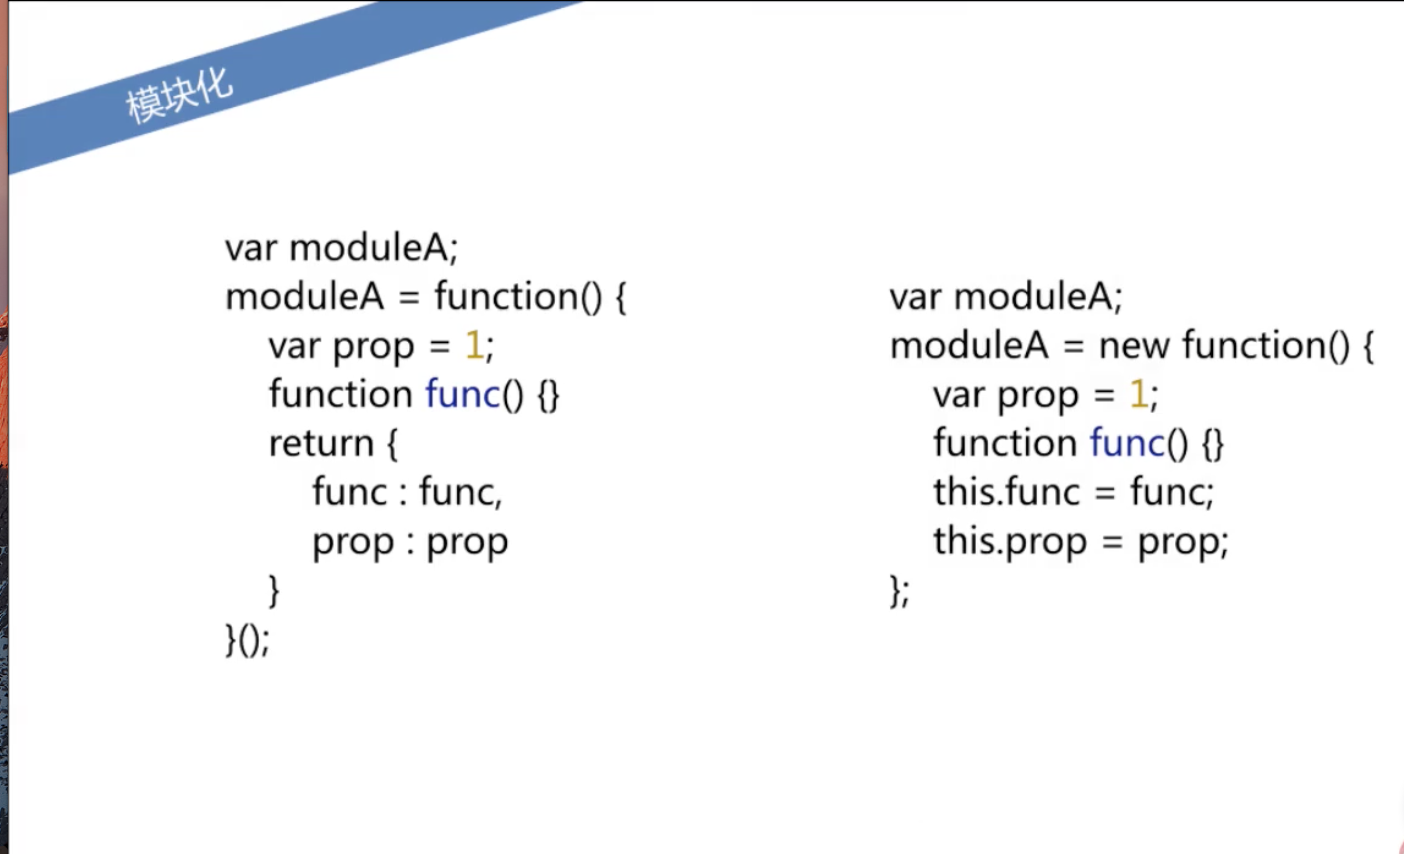 模块化
var moduleA;
moduleA = function() {
var prop = 1;
function func() {}
return {
func : func,
prop : prop
}
}();
var moduleA;
moduleA = new function() {
var prop = 1;
function func() {}
this.func = func;
this.prop = prop;
};